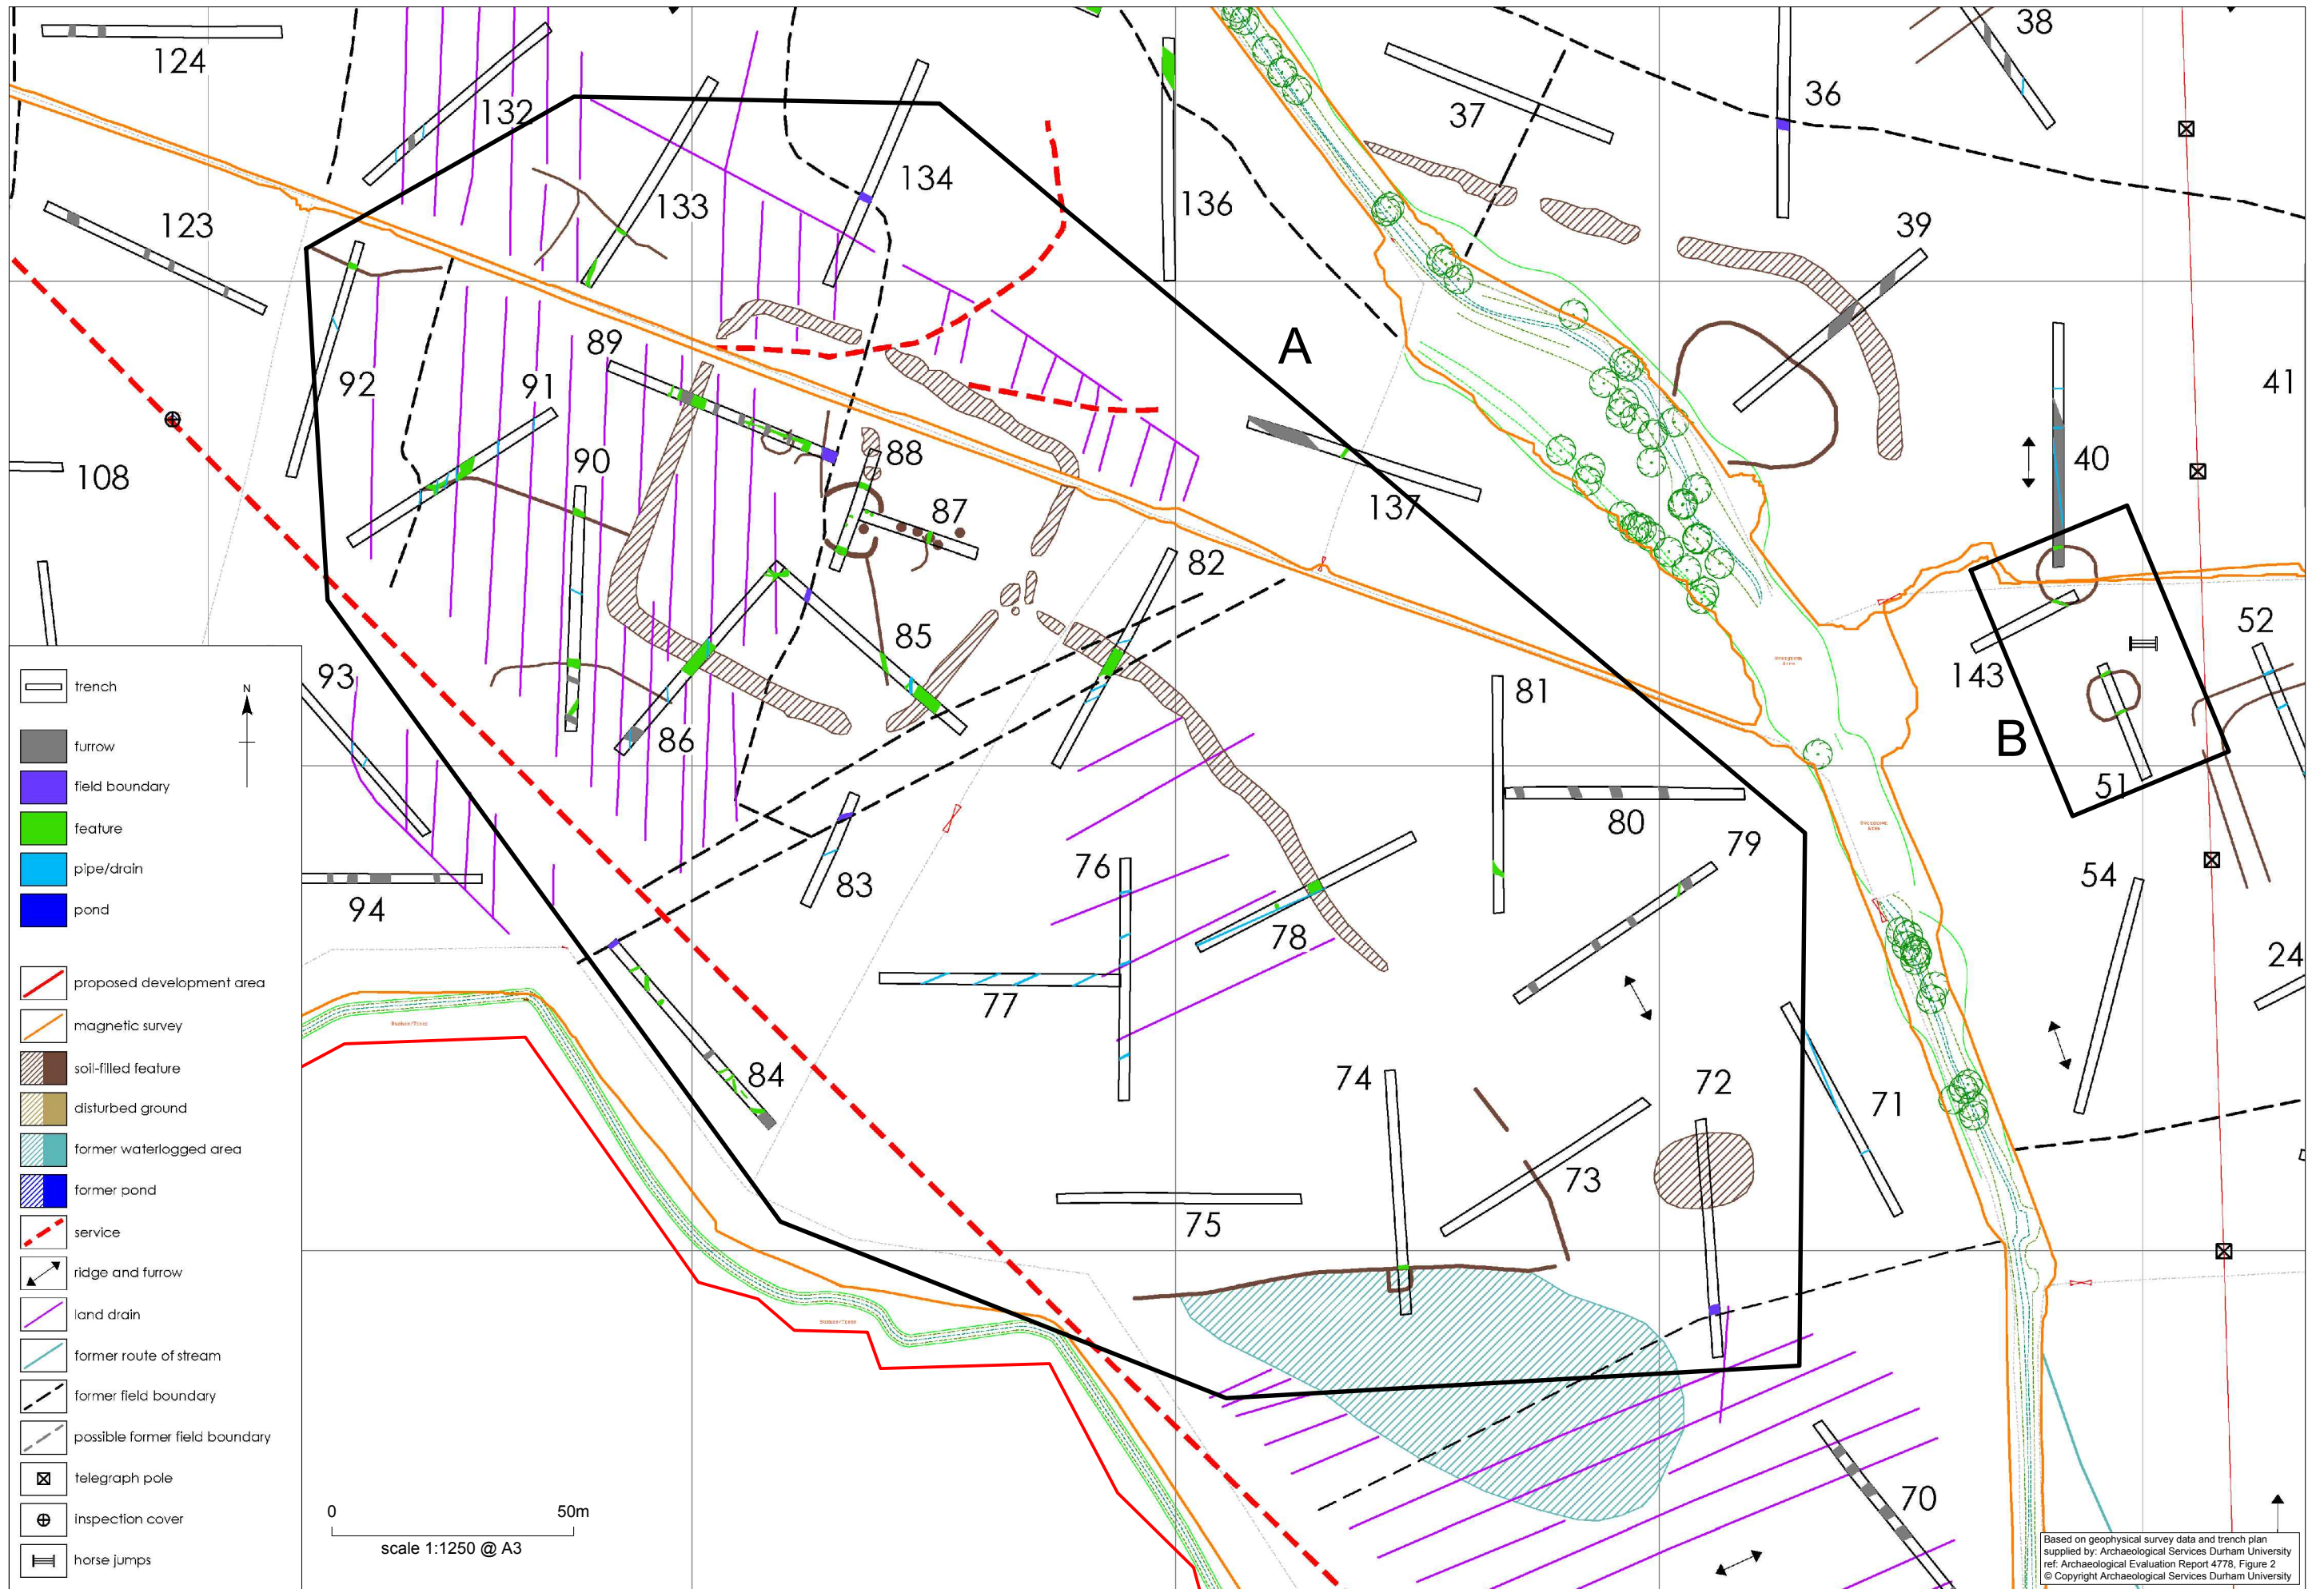 124
132
133
134
136
37
36
38
123
39
89
A
92
91
41
90
88
108
87
40
137
82
85
52
143
93
81
B
86
51
80
79
76
54
83
94
78
24
77
84
74
72
71
73
75
70
N
trench
furrow
field boundary
feature
pipe/drain
pond
proposed development area
magnetic survey
soil-filled feature
disturbed ground
former waterlogged area
former pond
service
ridge and furrow
land drain
former route of stream
former field boundary
possible former field boundary
telegraph pole
inspection cover
horse jumps
0 50m
scale 1:1250 @ A3
Based on geophysical survey data and trench plan
supplied by: Archaeological Services Durham University
ref: Archaeological Evaluation Report 4778, Figure 2
© Copyright Archaeological Services Durham University